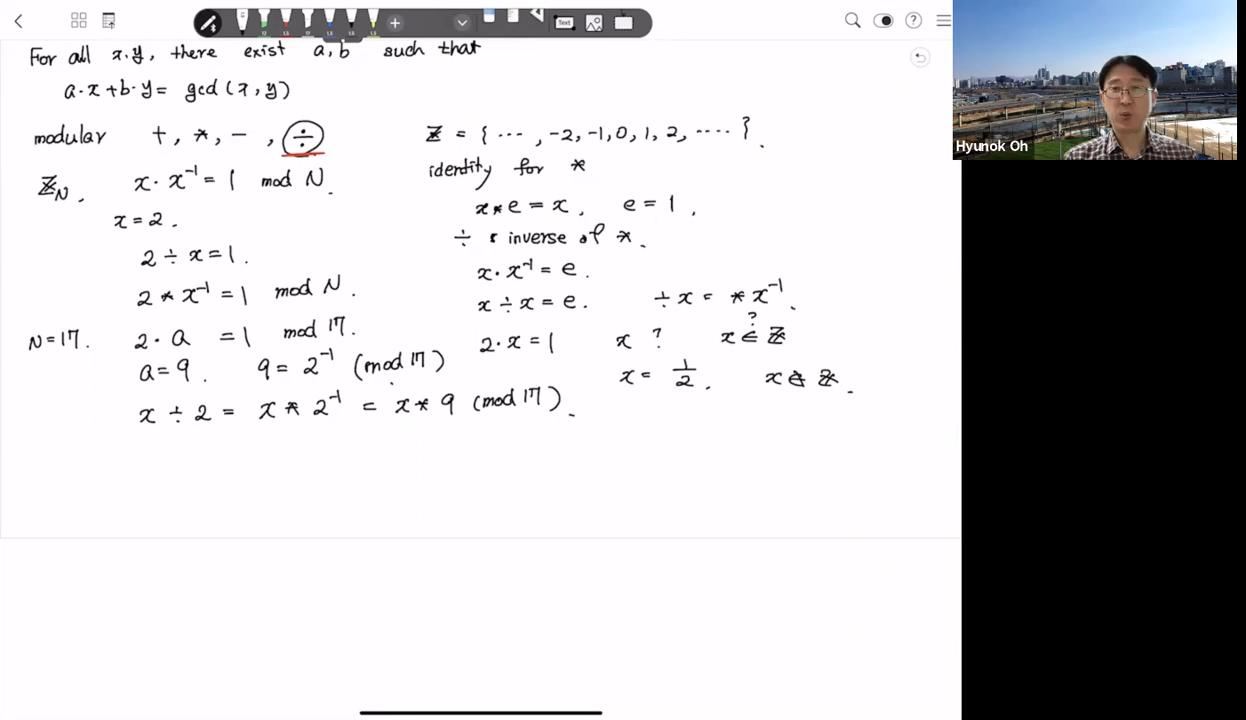 Text
Hyunok Oh
For all x.y, there exist a,b such that
a·x+b·y= gcd(x,y)
modular +, *, -, ÷
ℤ_N. x·x⁻¹=1 mod N.
x=2.
2÷x=1.
2*x⁻¹=1 mod N.
N=17. 2·a =1 mod 17.
a=9. 9=2⁻¹ (mod 17)
x÷2= x*2⁻¹ = x*9 (mod 17).
ℤ = { ···, -2, -1, 0, 1, 2, ···· }.
identity for *
x*e=x, e=1,
÷ inverse of *.
x·x⁻¹=e.
x÷x=e. ÷x= *x⁻¹.
2·x=1 x ? x ∈ ℤ ?
x= 1/2. x ∉ ℤ.